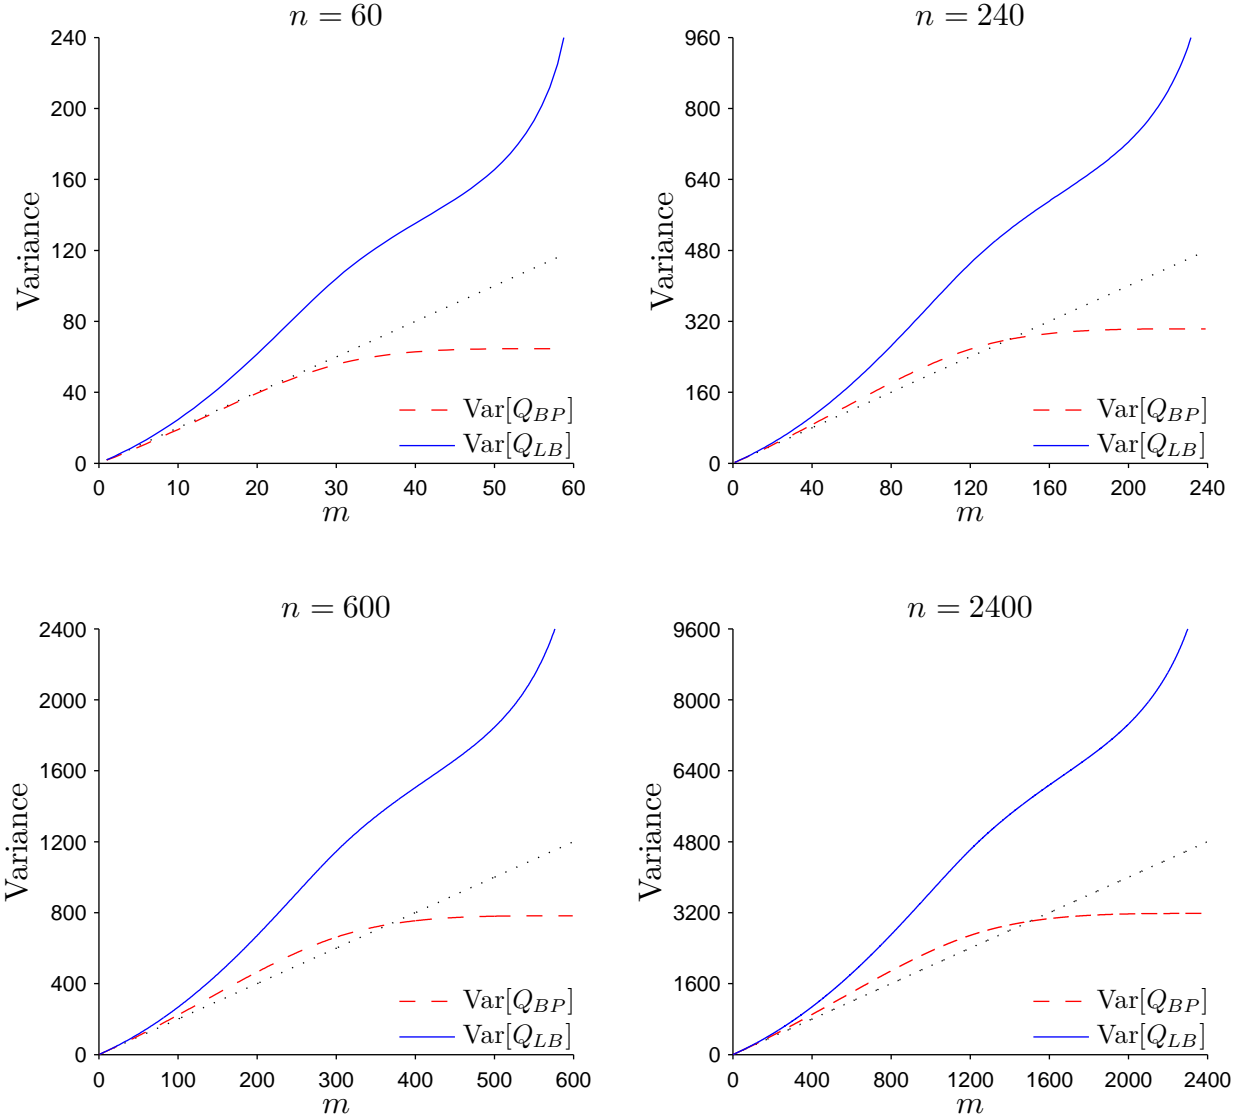 n = 60
240
200
160
120
80
40
0
Variance
0 10 20 30 40 50 60
m
Var[Q_BP]
Var[Q_LB]
n = 240
960
800
640
480
320
160
0
Variance
0 40 80 120 160 200 240
m
Var[Q_BP]
Var[Q_LB]
n = 600
2400
2000
1600
1200
800
400
0
Variance
0 100 200 300 400 500 600
m
Var[Q_BP]
Var[Q_LB]
n = 2400
9600
8000
6400
4800
3200
1600
0
Variance
0 400 800 1200 1600 2000 2400
m
Var[Q_BP]
Var[Q_LB]